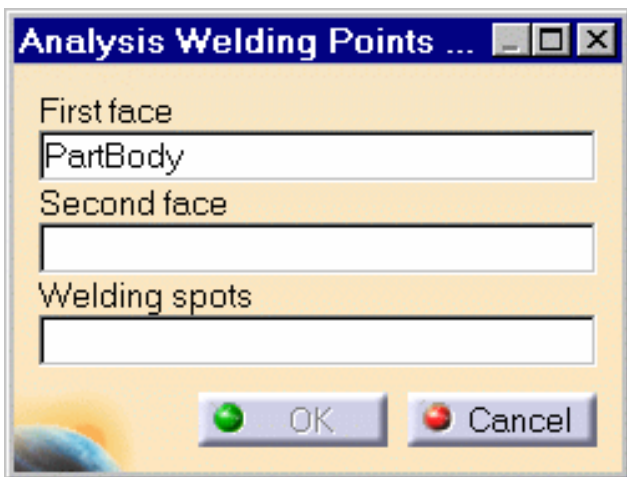 Analysis Welding Points ...
First face
PartBody
Second face
Welding spots
OK Cancel